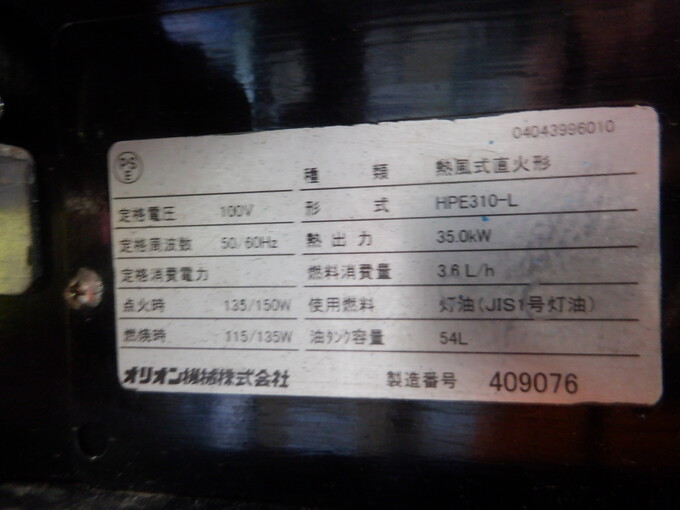 04043996010
PSE
種類 熱風式直火形
定格電圧 100V 形式 HPE310-L
定格周波数 50/60Hz 熱出力 35.0kW
定格消費電力 燃料消費量 3.6 L/h
点火時 135/150W 使用燃料 灯油(JIS1号灯油)
燃焼時 115/135W 油タンク容量 54L
オリオン機械株式会社 製造番号 409076